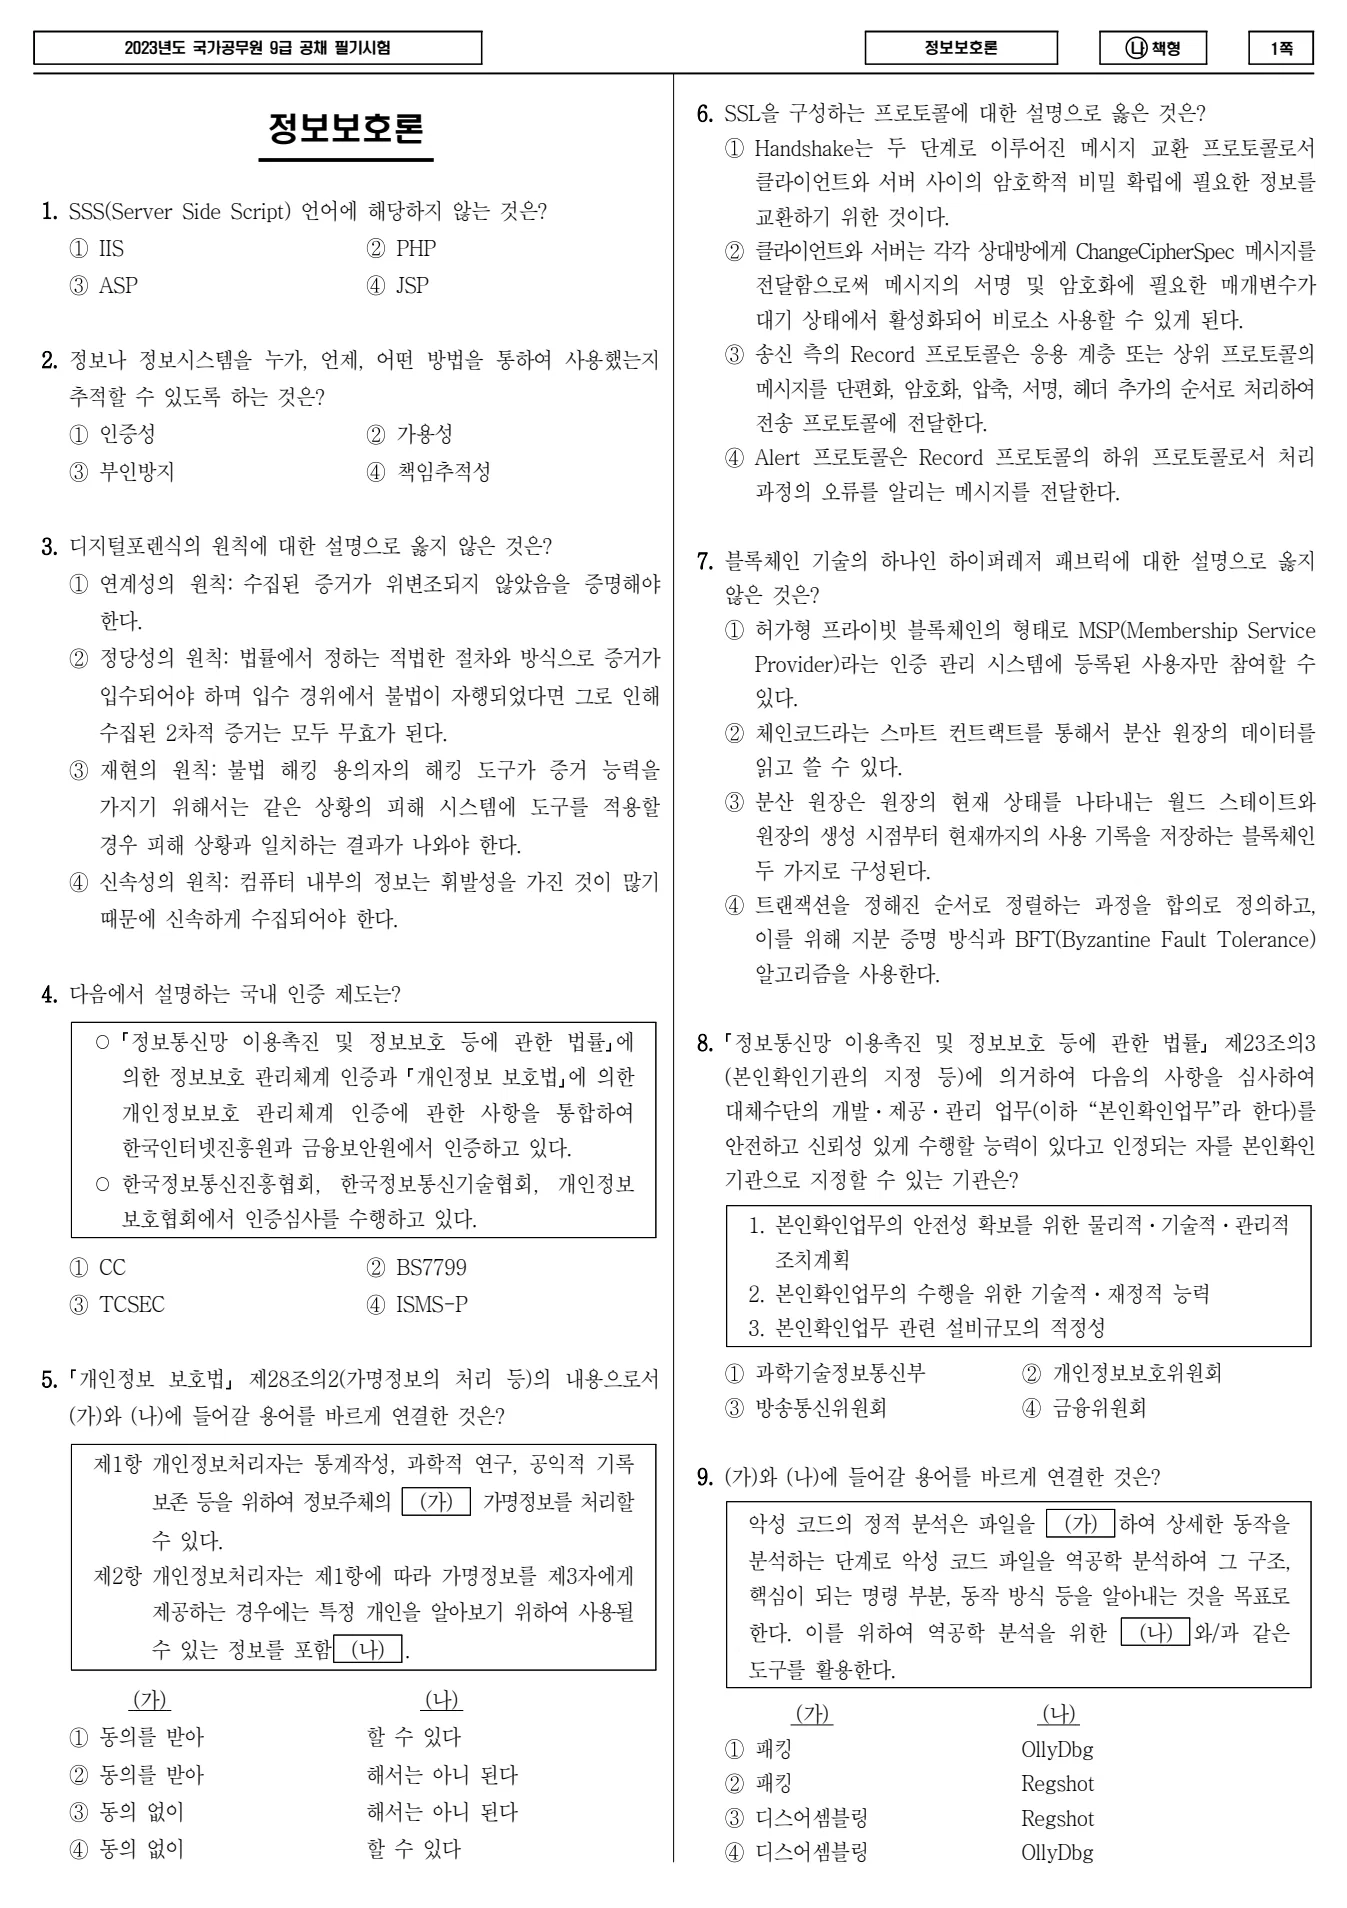 2023년도 국가공무원 9급 공채 필기시험
정보보호론
㉯ 책형
1쪽
정보보호론
1. SSS(Server Side Script) 언어에 해당하지 않는 것은?
① IIS ② PHP
③ ASP ④ JSP
2. 정보나 정보시스템을 누가, 언제, 어떤 방법을 통하여 사용했는지
추적할 수 있도록 하는 것은?
① 인증성 ② 가용성
③ 부인방지 ④ 책임추적성
3. 디지털포렌식의 원칙에 대한 설명으로 옳지 않은 것은?
① 연계성의 원칙: 수집된 증거가 위변조되지 않았음을 증명해야
한다.
② 정당성의 원칙: 법률에서 정하는 적법한 절차와 방식으로 증거가
입수되어야 하며 입수 경위에서 불법이 자행되었다면 그로 인해
수집된 2차적 증거는 모두 무효가 된다.
③ 재현의 원칙: 불법 해킹 용의자의 해킹 도구가 증거 능력을
가지기 위해서는 같은 상황의 피해 시스템에 도구를 적용할
경우 피해 상황과 일치하는 결과가 나와야 한다.
④ 신속성의 원칙: 컴퓨터 내부의 정보는 휘발성을 가진 것이 많기
때문에 신속하게 수집되어야 한다.
4. 다음에서 설명하는 국내 인증 제도는?
○ 「정보통신망 이용촉진 및 정보보호 등에 관한 법률」에
의한 정보보호 관리체계 인증과 「개인정보 보호법」에 의한
개인정보보호 관리체계 인증에 관한 사항을 통합하여
한국인터넷진흥원과 금융보안원에서 인증하고 있다.
○ 한국정보통신진흥협회, 한국정보통신기술협회, 개인정보
보호협회에서 인증심사를 수행하고 있다.
① CC ② BS7799
③ TCSEC ④ ISMS-P
5. 「개인정보 보호법」 제28조의2(가명정보의 처리 등)의 내용으로서
(가)와 (나)에 들어갈 용어를 바르게 연결한 것은?
제1항 개인정보처리자는 통계작성, 과학적 연구, 공익적 기록
보존 등을 위하여 정보주체의 (가) 가명정보를 처리할
수 있다.
제2항 개인정보처리자는 제1항에 따라 가명정보를 제3자에게
제공하는 경우에는 특정 개인을 알아보기 위하여 사용될
수 있는 정보를 포함 (나) .
(가) (나)
① 동의를 받아 할 수 있다
② 동의를 받아 해서는 아니 된다
③ 동의 없이 해서는 아니 된다
④ 동의 없이 할 수 있다
6. SSL을 구성하는 프로토콜에 대한 설명으로 옳은 것은?
① Handshake는 두 단계로 이루어진 메시지 교환 프로토콜로서
클라이언트와 서버 사이의 암호학적 비밀 확립에 필요한 정보를
교환하기 위한 것이다.
② 클라이언트와 서버는 각각 상대방에게 ChangeCipherSpec 메시지를
전달함으로써 메시지의 서명 및 암호화에 필요한 매개변수가
대기 상태에서 활성화되어 비로소 사용할 수 있게 된다.
③ 송신 측의 Record 프로토콜은 응용 계층 또는 상위 프로토콜의
메시지를 단편화, 암호화, 압축, 서명, 헤더 추가의 순서로 처리하여
전송 프로토콜에 전달한다.
④ Alert 프로토콜은 Record 프로토콜의 하위 프로토콜로서 처리
과정의 오류를 알리는 메시지를 전달한다.
7. 블록체인 기술의 하나인 하이퍼레저 패브릭에 대한 설명으로 옳지
않은 것은?
① 허가형 프라이빗 블록체인의 형태로 MSP(Membership Service
Provider)라는 인증 관리 시스템에 등록된 사용자만 참여할 수
있다.
② 체인코드라는 스마트 컨트랙트를 통해서 분산 원장의 데이터를
읽고 쓸 수 있다.
③ 분산 원장은 원장의 현재 상태를 나타내는 월드 스테이트와
원장의 생성 시점부터 현재까지의 사용 기록을 저장하는 블록체인
두 가지로 구성된다.
④ 트랜잭션을 정해진 순서로 정렬하는 과정을 합의로 정의하고,
이를 위해 지분 증명 방식과 BFT(Byzantine Fault Tolerance)
알고리즘을 사용한다.
8. 「정보통신망 이용촉진 및 정보보호 등에 관한 법률」 제23조의3
(본인확인기관의 지정 등)에 의거하여 다음의 사항을 심사하여
대체수단의 개발·제공·관리 업무(이하 “본인확인업무”라 한다)를
안전하고 신뢰성 있게 수행할 능력이 있다고 인정되는 자를 본인확인
기관으로 지정할 수 있는 기관은?
1. 본인확인업무의 안전성 확보를 위한 물리적·기술적·관리적
조치계획
2. 본인확인업무의 수행을 위한 기술적·재정적 능력
3. 본인확인업무 관련 설비규모의 적정성
① 과학기술정보통신부 ② 개인정보보호위원회
③ 방송통신위원회 ④ 금융위원회
9. (가)와 (나)에 들어갈 용어를 바르게 연결한 것은?
악성 코드의 정적 분석은 파일을 (가) 하여 상세한 동작을
분석하는 단계로 악성 코드 파일을 역공학 분석하여 그 구조,
핵심이 되는 명령 부분, 동작 방식 등을 알아내는 것을 목표로
한다. 이를 위하여 역공학 분석을 위한 (나) 와/과 같은
도구를 활용한다.
(가) (나)
① 패킹 OllyDbg
② 패킹 Regshot
③ 디스어셈블링 Regshot
④ 디스어셈블링 OllyDbg